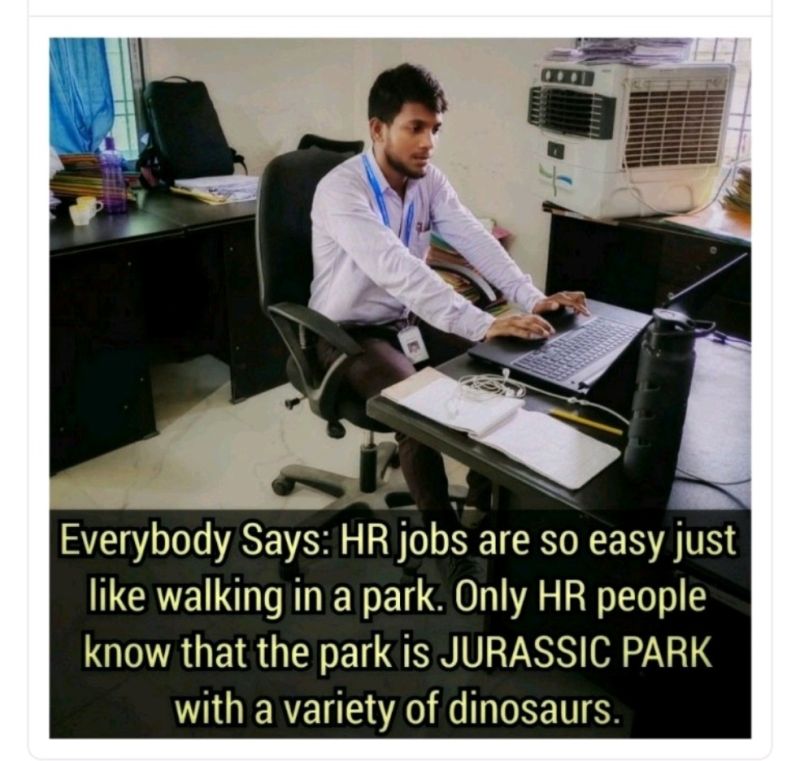 Everybody Says: HR jobs are so easy just
like walking in a park. Only HR people
know that the park is JURASSIC PARK
with a variety of dinosaurs.